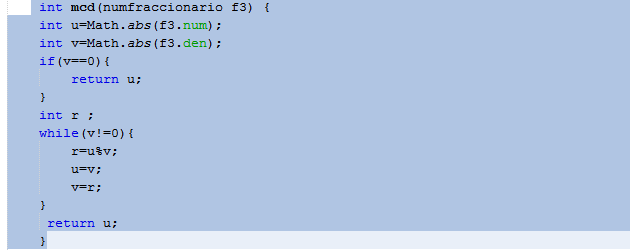 int mcd(numfraccionario f3) {
int u=Math.abs(f3.num);
int v=Math.abs(f3.den);
if(v==0){
return u;
}
int r ;
while(v!=0){
r=u%v;
u=v;
v=r;
}
return u;
}